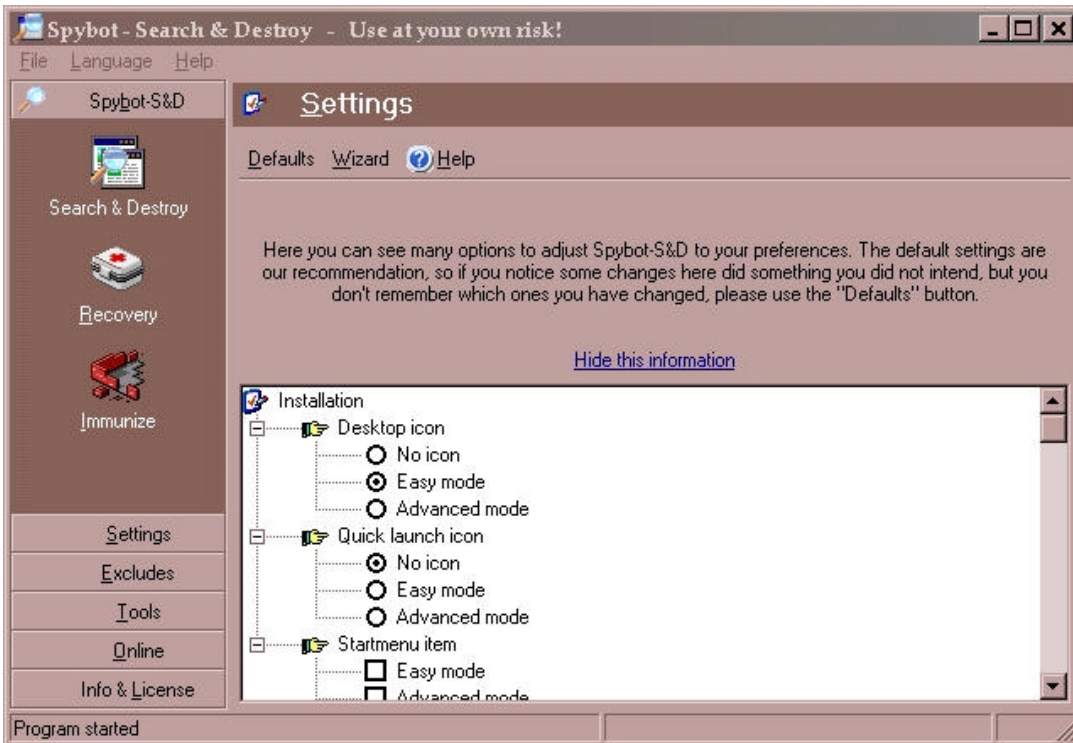 Spybot - Search & Destroy - Use at your own risk!
File Language Help
Spybot-S&D
Search & Destroy
Recovery
Immunize
Settings
Excludes
Tools
Online
Info & License
Settings
Defaults Wizard Help
Here you can see many options to adjust Spybot-S&D to your preferences. The default settings are
our recommendation, so if you notice some changes here did something you did not intend, but you
don't remember which ones you have changed, please use the "Defaults" button.
Hide this information
Installation
Desktop icon
No icon
Easy mode
Advanced mode
Quick launch icon
No icon
Easy mode
Advanced mode
Startmenu item
Easy mode
Advanced mode
Program started